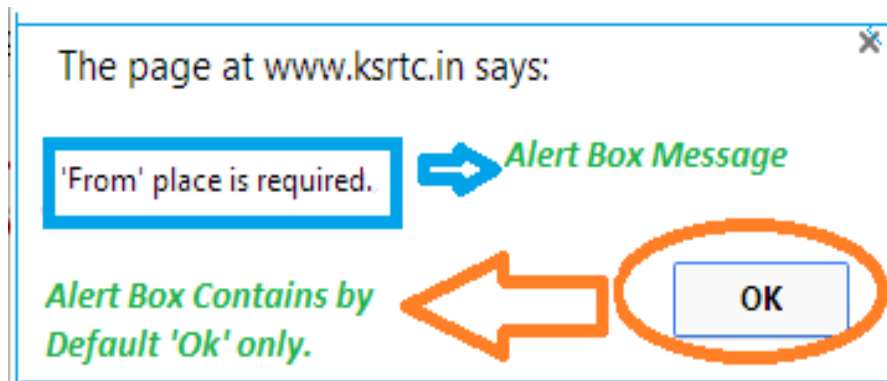 The page at www.ksrtc.in says:
'From' place is required.
Alert Box Message
Alert Box Contains by
Default 'Ok' only.
OK